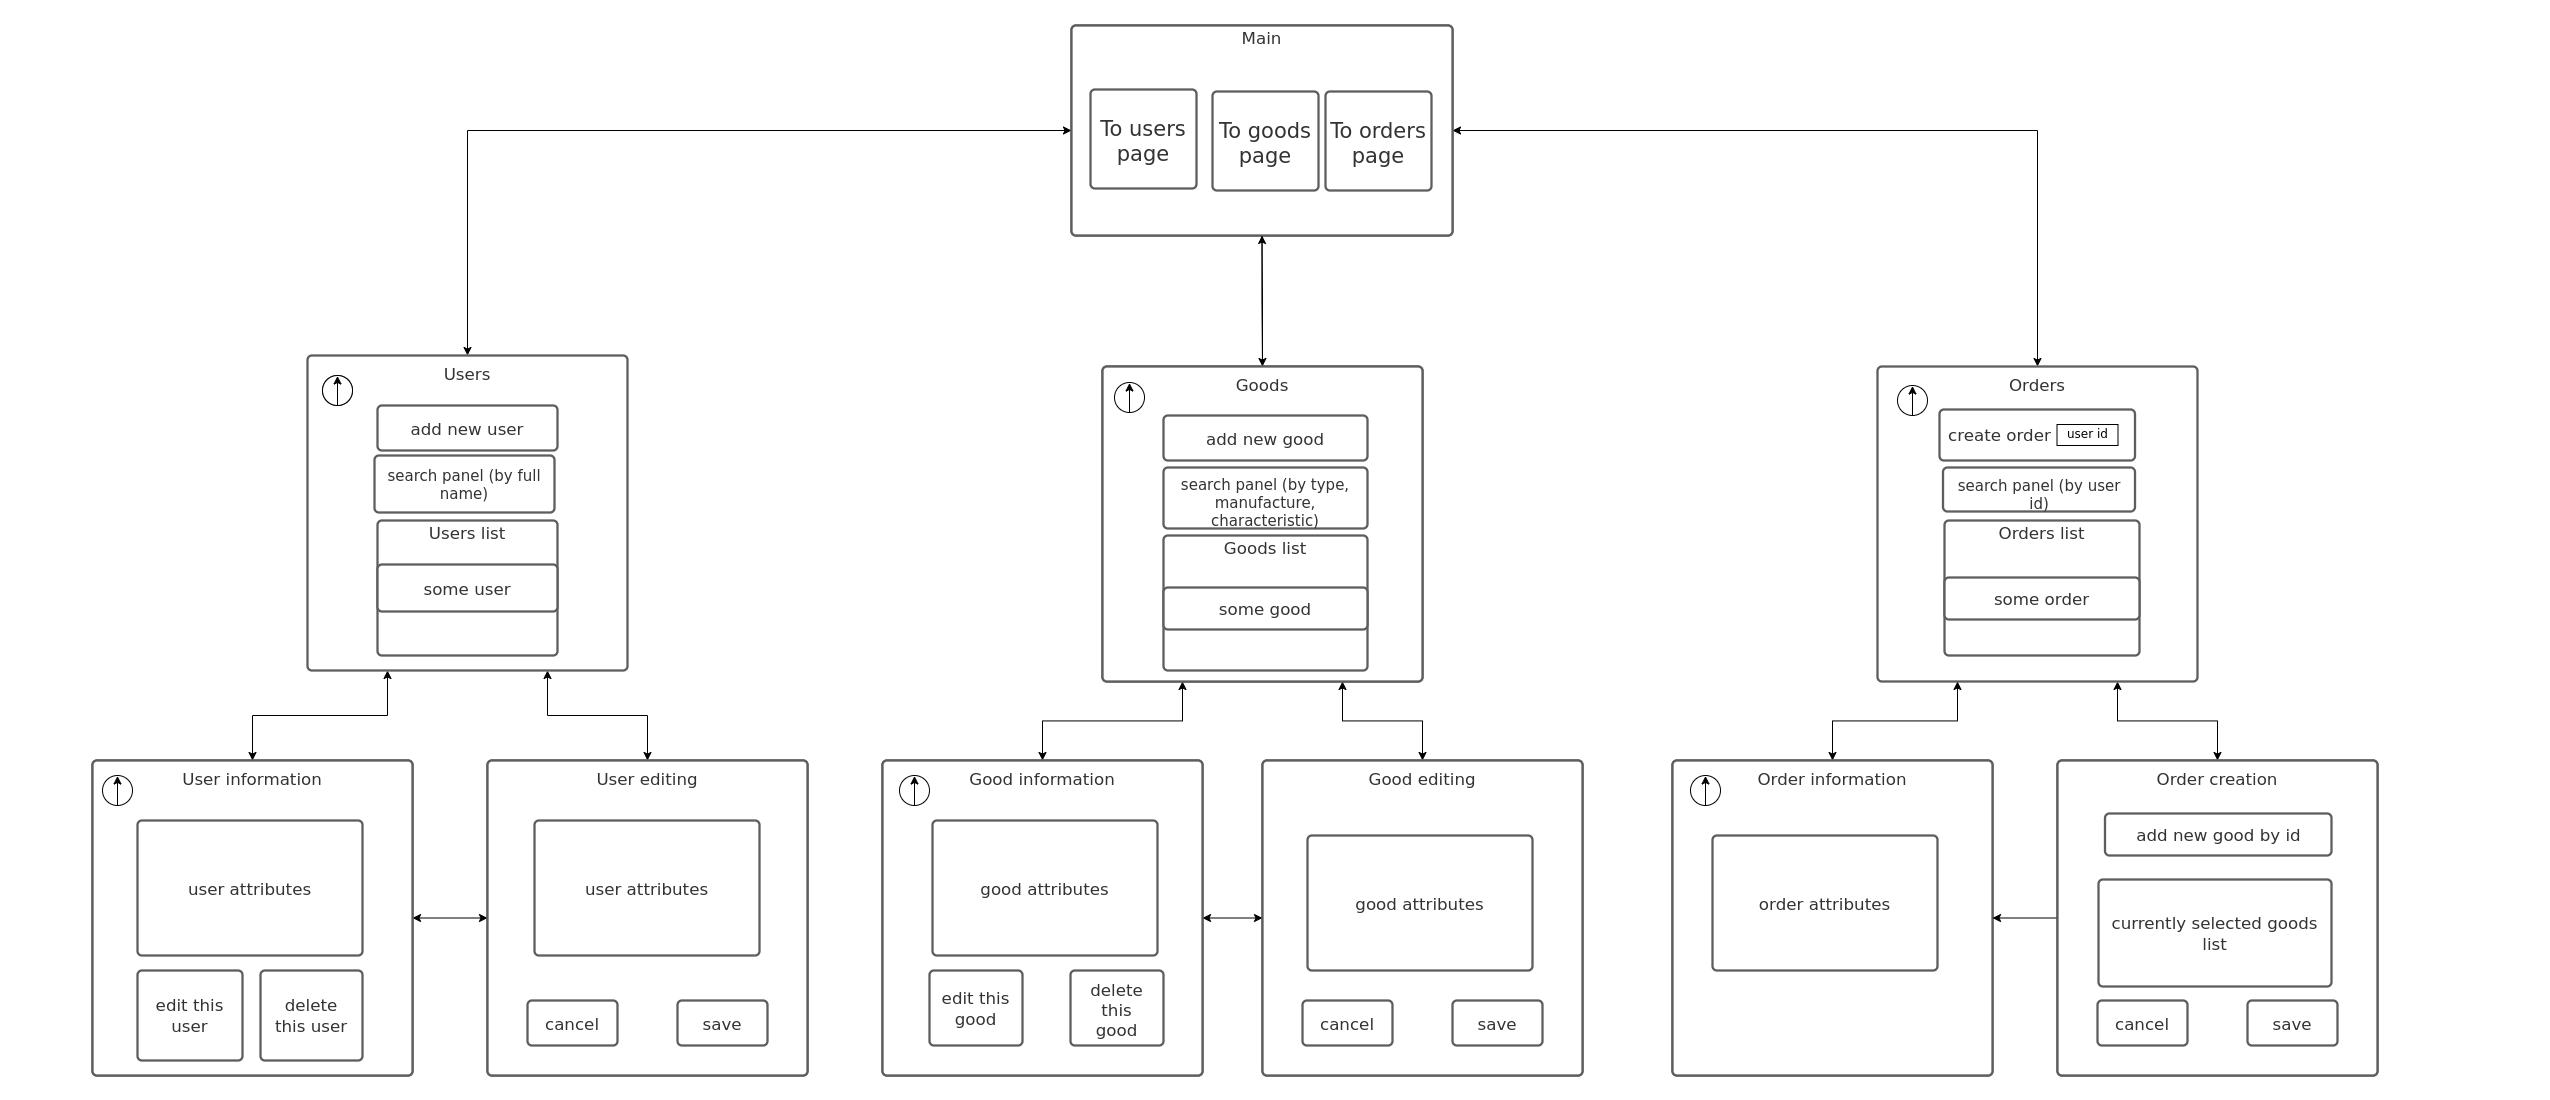 Main
To users
page
To goods
page
To orders
page
Users
add new user
search panel (by full
name)
Users list
some user
Goods
add new good
search panel (by type,
manufacture,
characteristic)
Goods list
some good
Orders
create order
user id
search panel (by user
id)
Orders list
some order
User information
user attributes
edit this
user
delete
this user
User editing
user attributes
cancel
save
Good information
good attributes
edit this
good
delete
this
good
Good editing
good attributes
cancel
save
Order information
order attributes
Order creation
add new good by id
currently selected goods
list
cancel
save